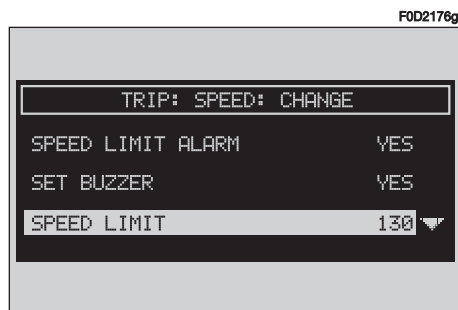 F0D2176g
TRIP: SPEED: CHANGE
SPEED LIMIT ALARM YES
SET BUZZER YES
SPEED LIMIT 130